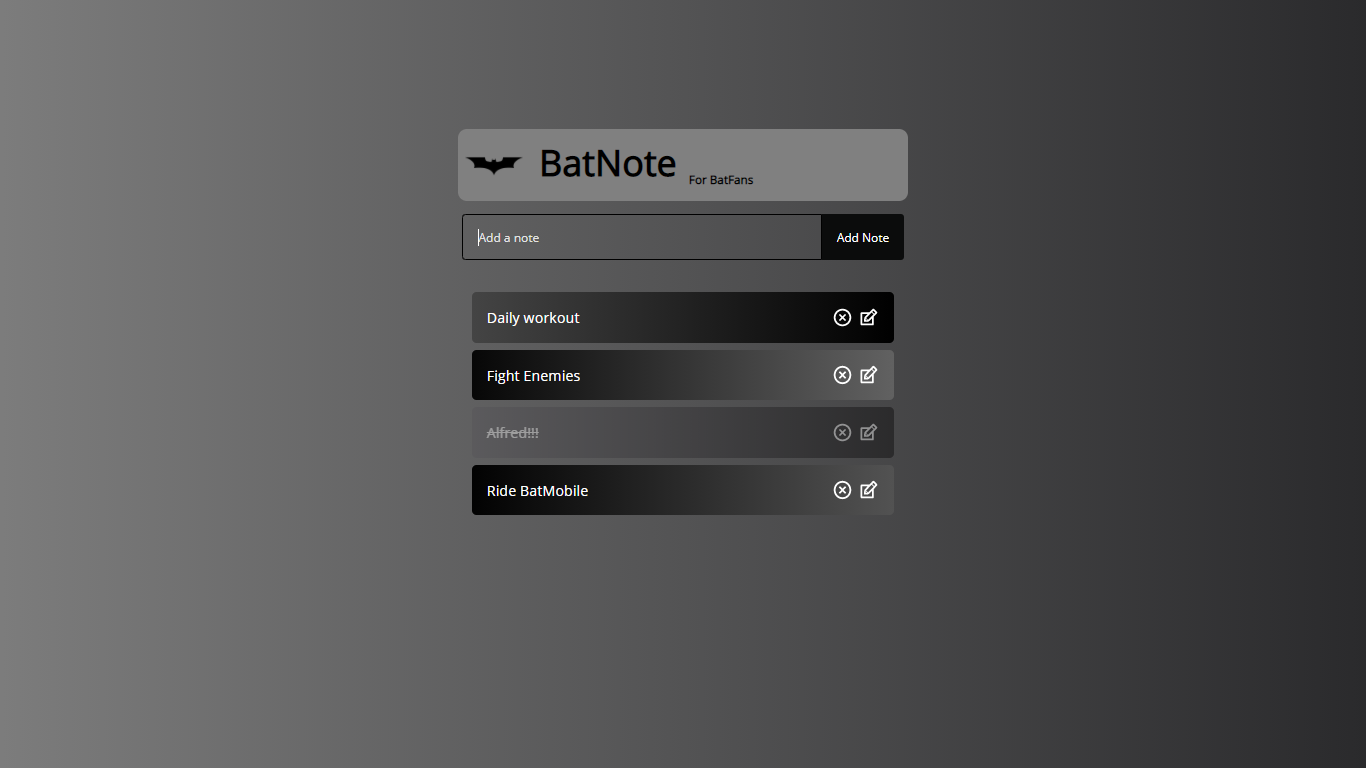 BatNote
For BatFans
Add a note
Add Note
Daily workout
Fight Enemies
Alfred!!!
Ride BatMobile